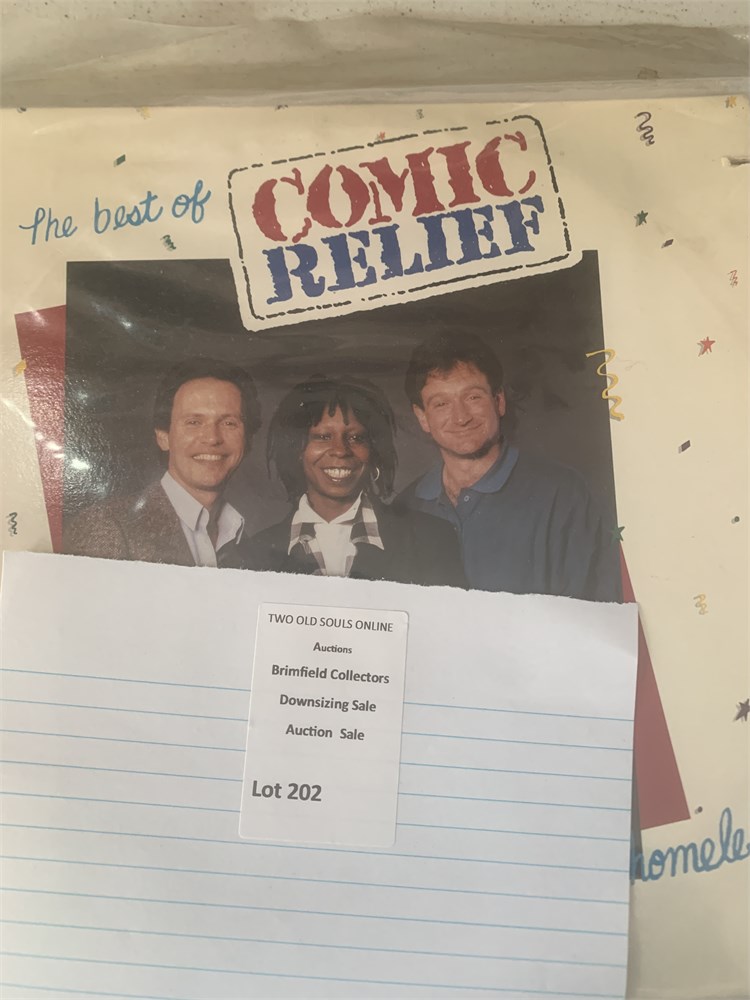 The best of
COMIC
RELIEF
TWO OLD SOULS ONLINE
Auctions
Brimfield Collectors
Downsizing Sale
Auction Sale
Lot 202
homele